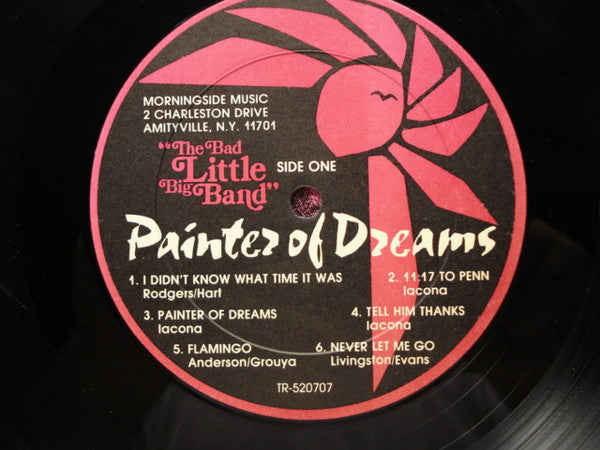 MORNINGSIDE MUSIC
2 CHARLESTON DRIVE
AMITYVILLE, N.Y. 11701
"The Bad
Little
Big Band"
SIDE ONE
Painter of Dreams
1. I DIDN'T KNOW WHAT TIME IT WAS
Rodgers/Hart
2. 11:17 TO PENN
Iacona
3. PAINTER OF DREAMS
Iacona
4. TELL HIM THANKS
Iacona
5. FLAMINGO
Anderson/Grouya
6. NEVER LET ME GO
Livingston/Evans
TR-520707